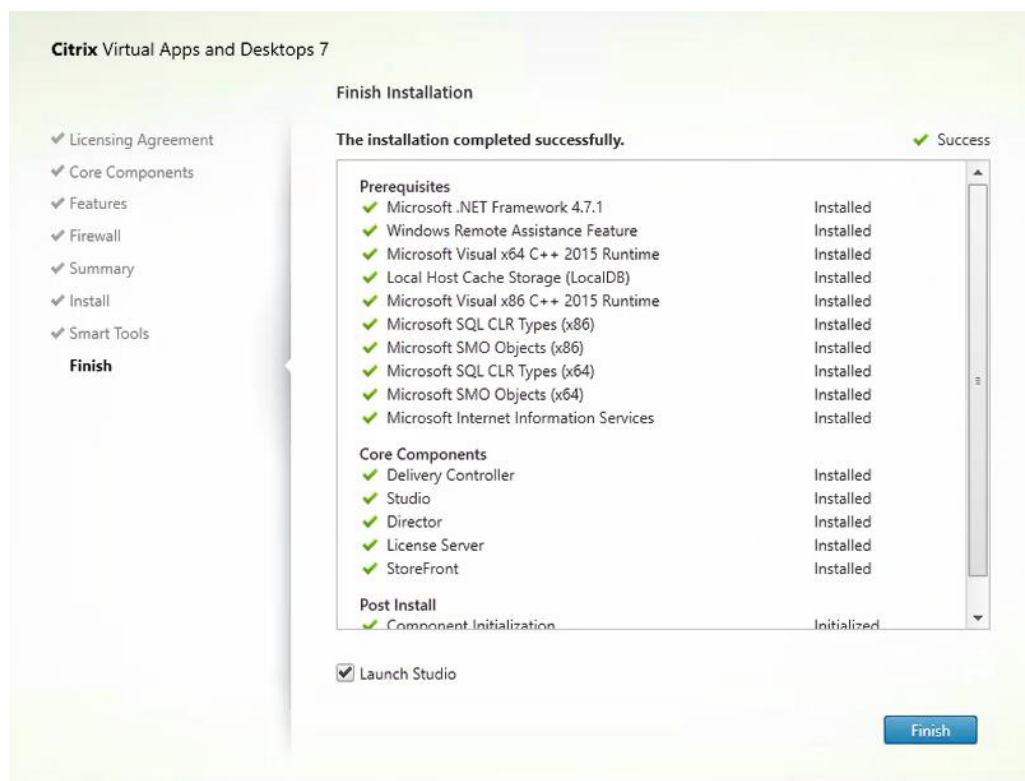 Citrix Virtual Apps and Desktops 7
Finish Installation
Licensing Agreement
Core Components
Features
Firewall
Summary
Install
Smart Tools
Finish
The installation completed successfully. Success
Prerequisites
Microsoft .NET Framework 4.7.1 Installed
Windows Remote Assistance Feature Installed
Microsoft Visual x64 C++ 2015 Runtime Installed
Local Host Cache Storage (LocalDB) Installed
Microsoft Visual x86 C++ 2015 Runtime Installed
Microsoft SQL CLR Types (x86) Installed
Microsoft SMO Objects (x86) Installed
Microsoft SQL CLR Types (x64) Installed
Microsoft SMO Objects (x64) Installed
Microsoft Internet Information Services Installed
Core Components
Delivery Controller Installed
Studio Installed
Director Installed
License Server Installed
StoreFront Installed
Post Install
Component Initialization Initialized
Launch Studio
Finish